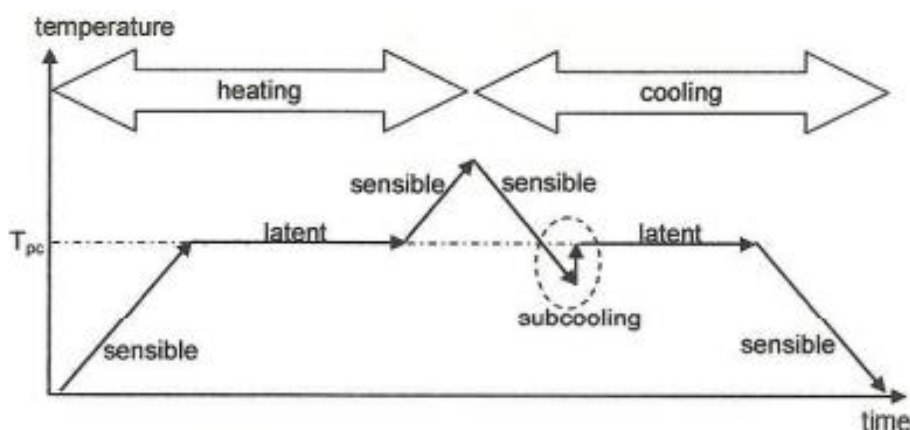 temperature
heating
cooling
sensible
sensible
T_pc
latent
latent
subcooling
sensible
sensible
time